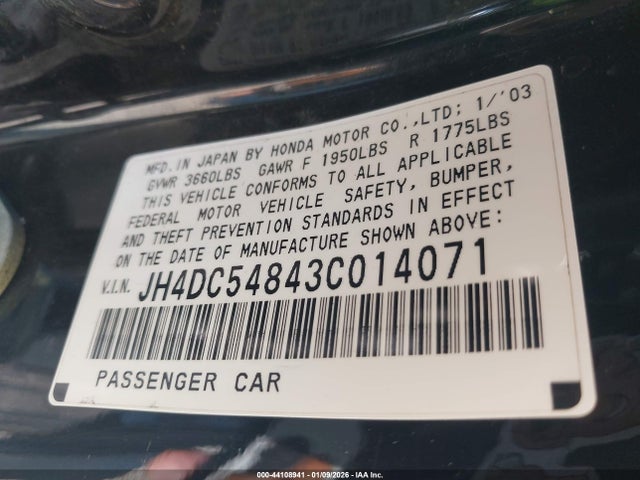 MFD. IN JAPAN BY HONDA MOTOR CO.,LTD; 1/'03
GVWR 3660LBS GAWR F 1950LBS R 1775LBS
THIS VEHICLE CONFORMS TO ALL APPLICABLE
FEDERAL MOTOR VEHICLE SAFETY, BUMPER,
AND THEFT PREVENTION STANDARDS IN EFFECT
ON THE DATE OF MANUFACTURE SHOWN ABOVE:
V.I.N. JH4DC54843C014071
PASSENGER CAR
000-44108941 - 01/09/2026 - IAA Inc.